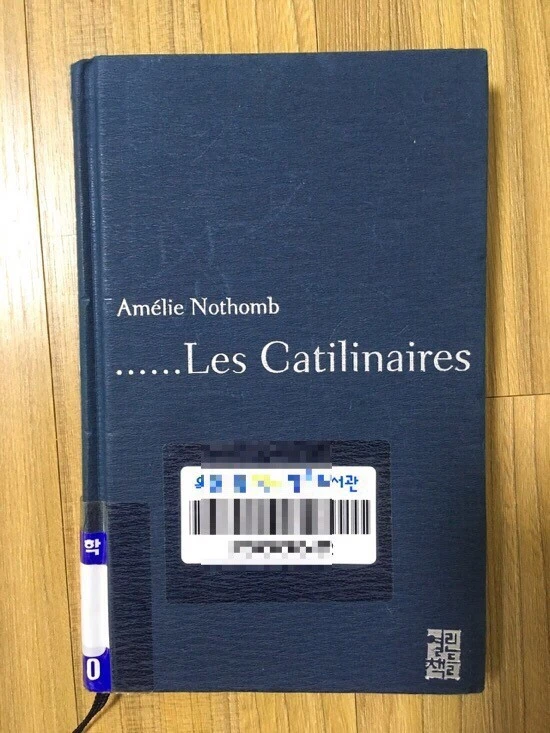 Amélie Nothomb
......Les Catilinaires
서관
학
0
열린
책들